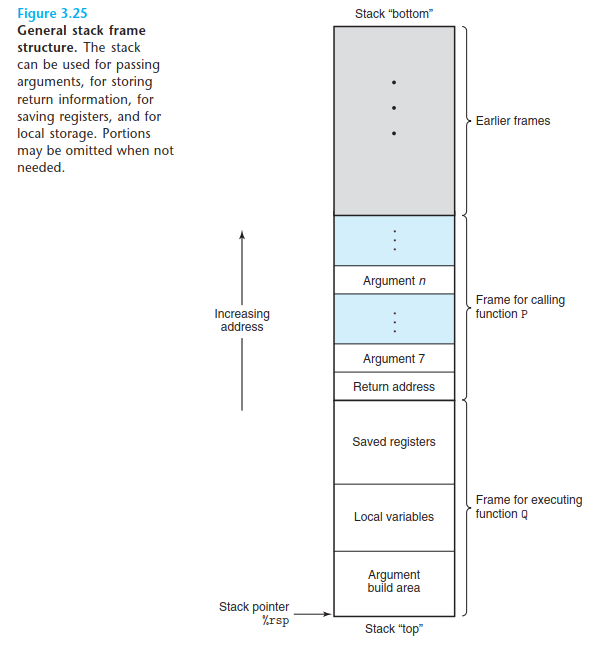 Figure 3.25
General stack frame
structure. The stack
can be used for passing
arguments, for storing
return information, for
saving registers, and for
local storage. Portions
may be omitted when not
needed.
Stack “bottom”
Earlier frames
Argument n
Increasing
address
Frame for calling
function P
Argument 7
Return address
Saved registers
Local variables
Frame for executing
function Q
Argument
build area
Stack pointer
%rsp
Stack “top”